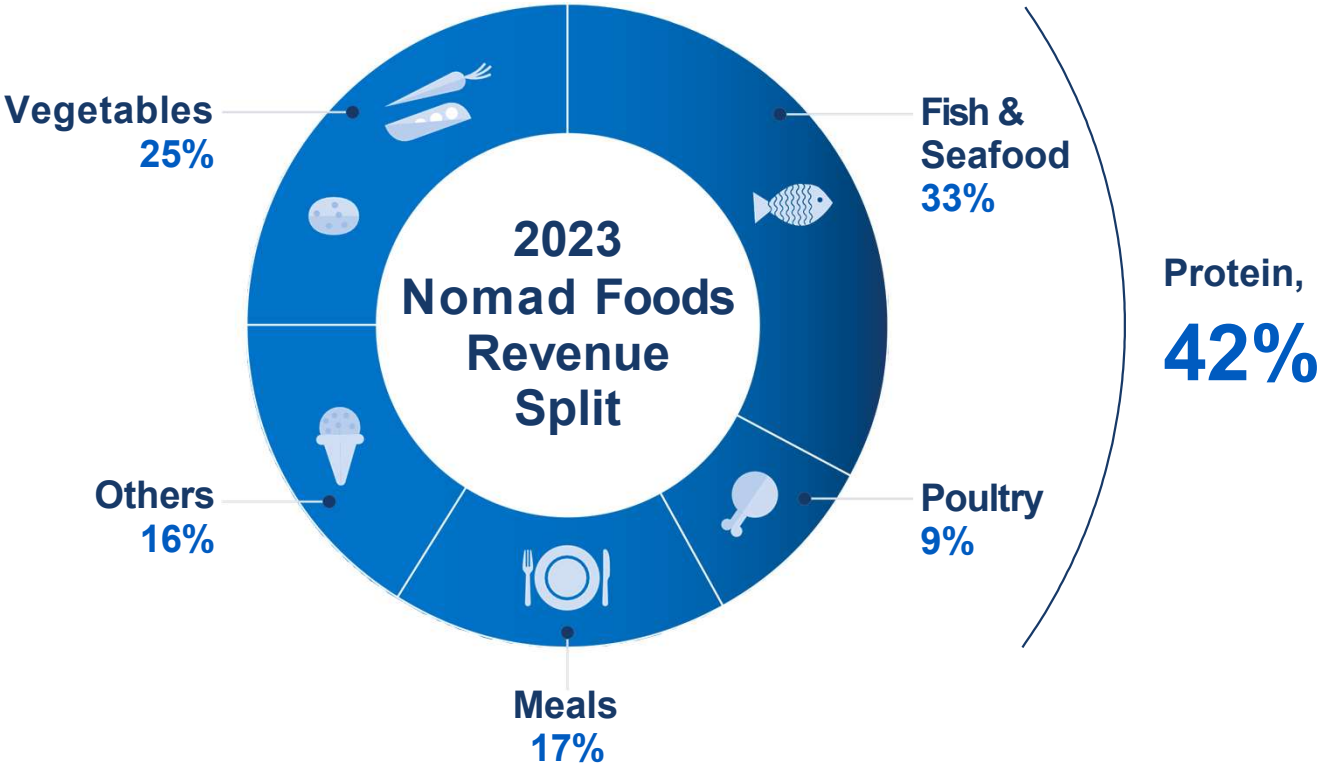 2023
Nomad Foods
Revenue
Split
Vegetables
25%
Fish &
Seafood
33%
Protein,
42%
Others
16%
Poultry
9%
Meals
17%